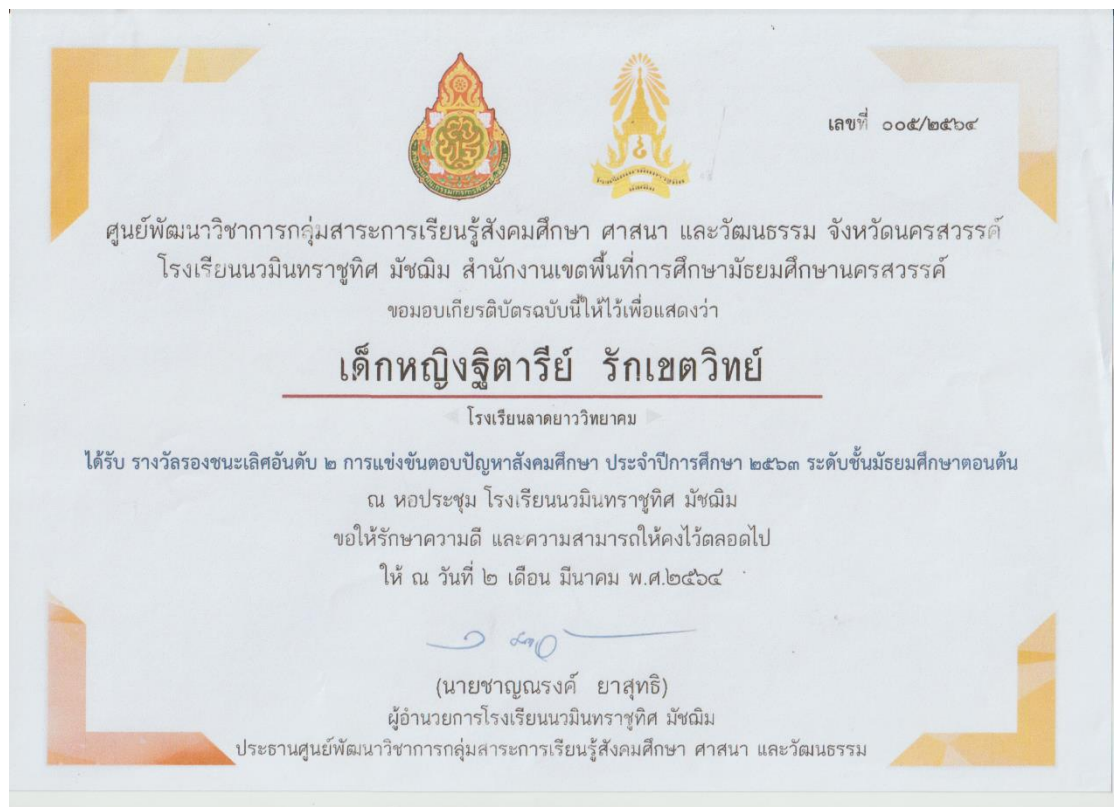 เลขที่ ๐๐๕/๒๕๖๔
ศูนย์พัฒนาวิชาการกลุ่มสาระการเรียนรู้สังคมศึกษา ศาสนา และวัฒนธรรม จังหวัดนครสวรรค์
โรงเรียนนวมินทราชูทิศ มัชฌิม สำนักงานเขตพื้นที่การศึกษามัธยมศึกษานครสวรรค์
ขอมอบเกียรติบัตรฉบับนี้ให้ไว้เพื่อแสดงว่า
เด็กหญิงฐิตารีย์ รักเขตวิทย์
โรงเรียนลาดยาววิทยาคม
ได้รับ รางวัลรองชนะเลิศอันดับ ๒ การแข่งขันตอบปัญหาสังคมศึกษา ประจำปีการศึกษา ๒๕๖๓ ระดับชั้นมัธยมศึกษาตอนต้น
ณ หอประชุม โรงเรียนนวมินทราชูทิศ มัชฌิม
ขอให้รักษาความดี และความสามารถให้คงไว้ตลอดไป
ให้ ณ วันที่ ๒ เดือน มีนาคม พ.ศ.๒๕๖๔
(นายชาญณรงค์ ยาสุทธิ)
ผู้อำนวยการโรงเรียนนวมินทราชูทิศ มัชฌิม
ประธานศูนย์พัฒนาวิชาการกลุ่มสาระการเรียนรู้สังคมศึกษา ศาสนา และวัฒนธรรม